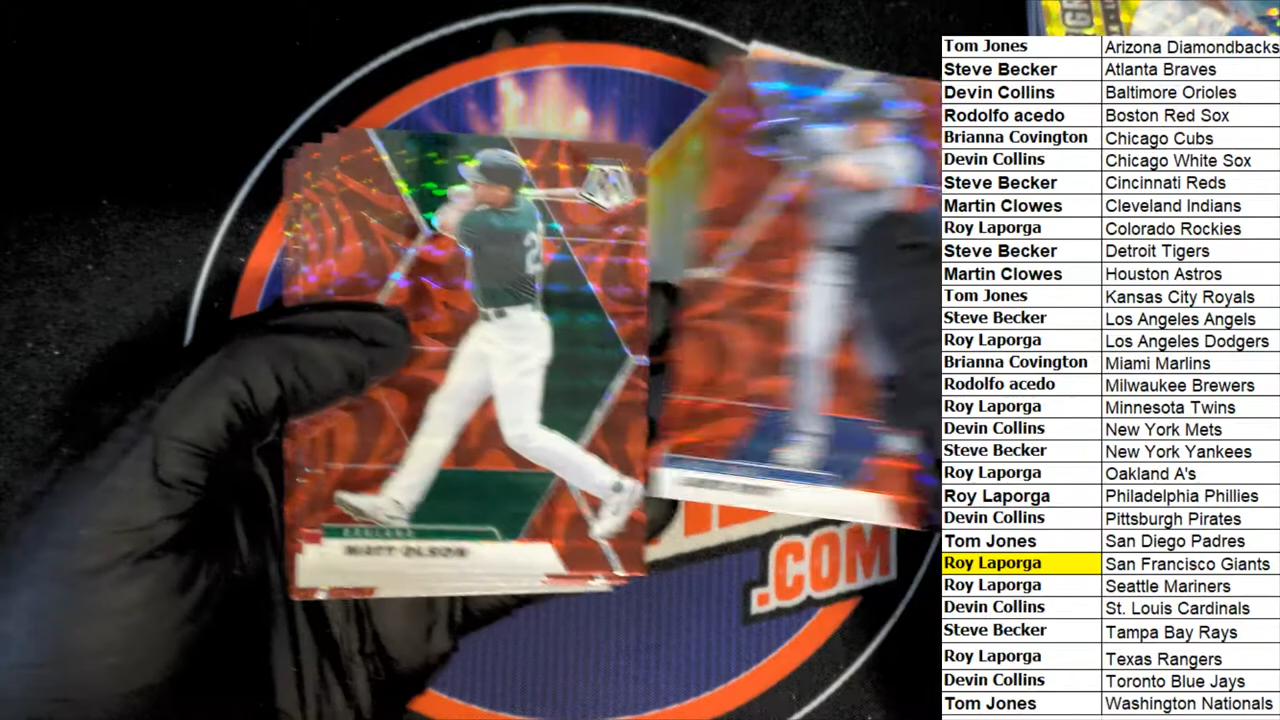 Tom Jones Arizona Diamondbacks
Steve Becker Atlanta Braves
Devin Collins Baltimore Orioles
Rodolfo acedo Boston Red Sox
Brianna Covington Chicago Cubs
Devin Collins Chicago White Sox
Steve Becker Cincinnati Reds
Martin Clowes Cleveland Indians
Roy Laporga Colorado Rockies
Steve Becker Detroit Tigers
Martin Clowes Houston Astros
Tom Jones Kansas City Royals
Steve Becker Los Angeles Angels
Roy Laporga Los Angeles Dodgers
Brianna Covington Miami Marlins
Rodolfo acedo Milwaukee Brewers
Roy Laporga Minnesota Twins
Devin Collins New York Mets
Steve Becker New York Yankees
Roy Laporga Oakland A's
Roy Laporga Philadelphia Phillies
Devin Collins Pittsburgh Pirates
Tom Jones San Diego Padres
Roy Laporga San Francisco Giants
Roy Laporga Seattle Mariners
Devin Collins St. Louis Cardinals
Steve Becker Tampa Bay Rays
Roy Laporga Texas Rangers
Devin Collins Toronto Blue Jays
Tom Jones Washington Nationals
2
OAKLAND
MATT OLSON
.COM